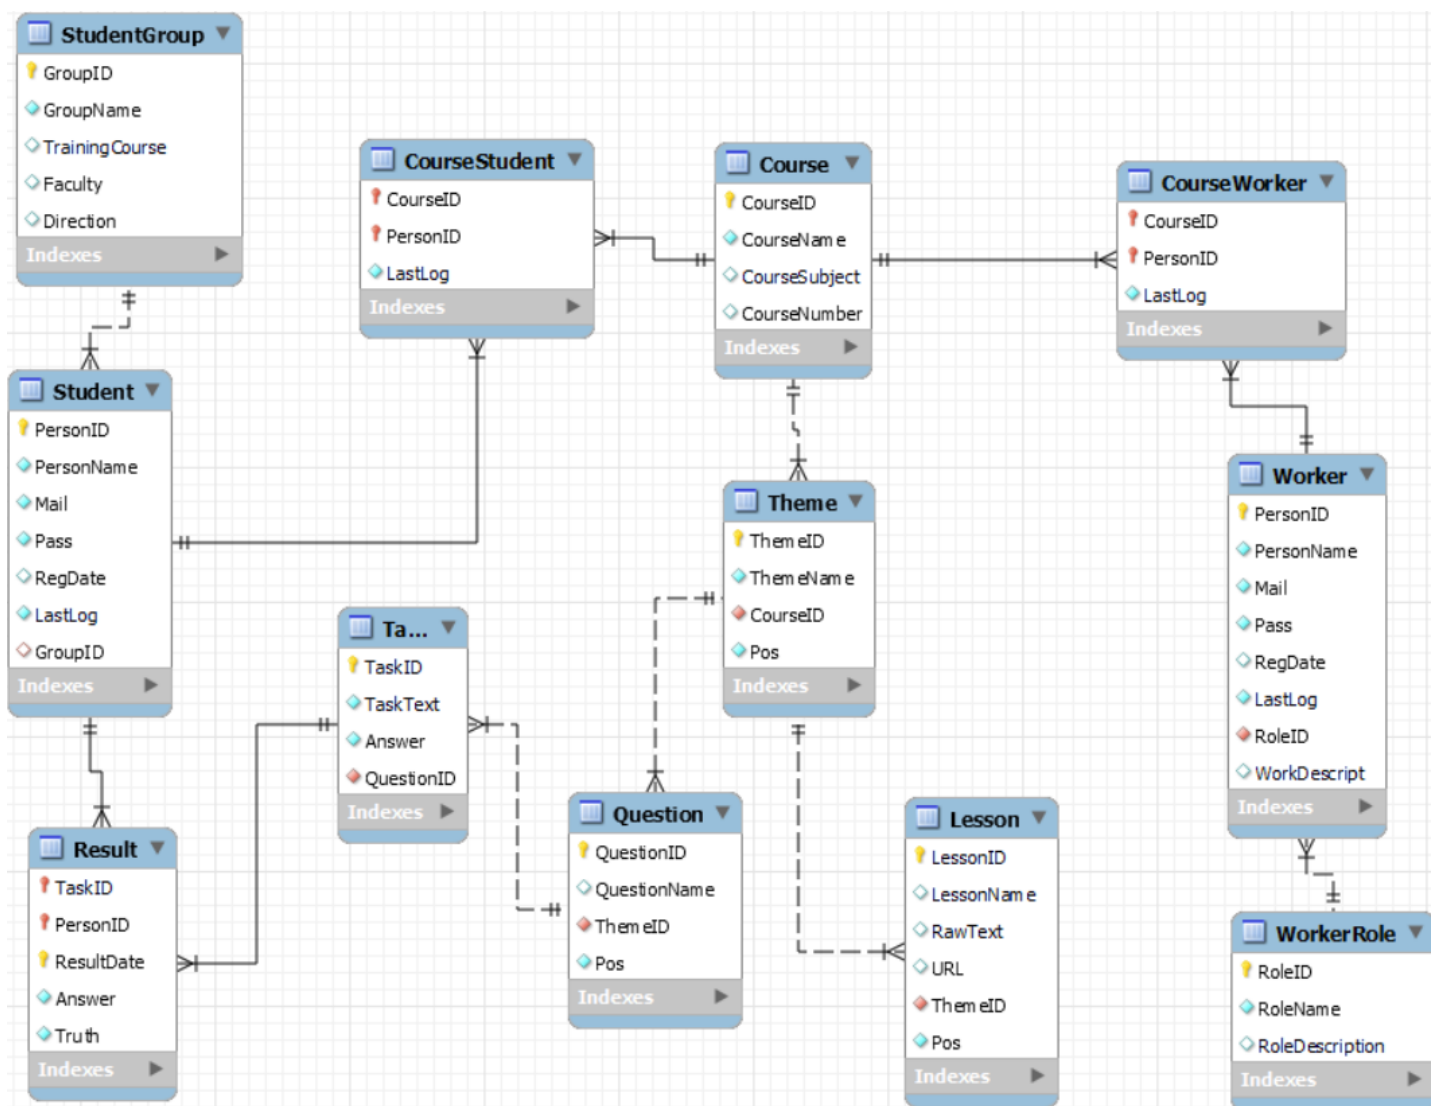 StudentGroup
GroupID
GroupName
TrainingCourse
Faculty
Direction
Indexes
CourseStudent
CourseID
PersonID
LastLog
Indexes
Course
CourseID
CourseName
CourseSubject
CourseNumber
Indexes
CourseWorker
CourseID
PersonID
LastLog
Indexes
Student
PersonID
PersonName
Mail
Pass
RegDate
LastLog
GroupID
Indexes
Theme
ThemeID
ThemeName
CourseID
Pos
Indexes
Worker
PersonID
PersonName
Mail
Pass
RegDate
LastLog
RoleID
WorkDescript
Indexes
Ta...
TaskID
TaskText
Answer
QuestionID
Indexes
Result
TaskID
PersonID
ResultDate
Answer
Truth
Indexes
Question
QuestionID
QuestionName
ThemeID
Pos
Indexes
Lesson
LessonID
LessonName
RawText
URL
ThemeID
Pos
Indexes
WorkerRole
RoleID
RoleName
RoleDescription
Indexes